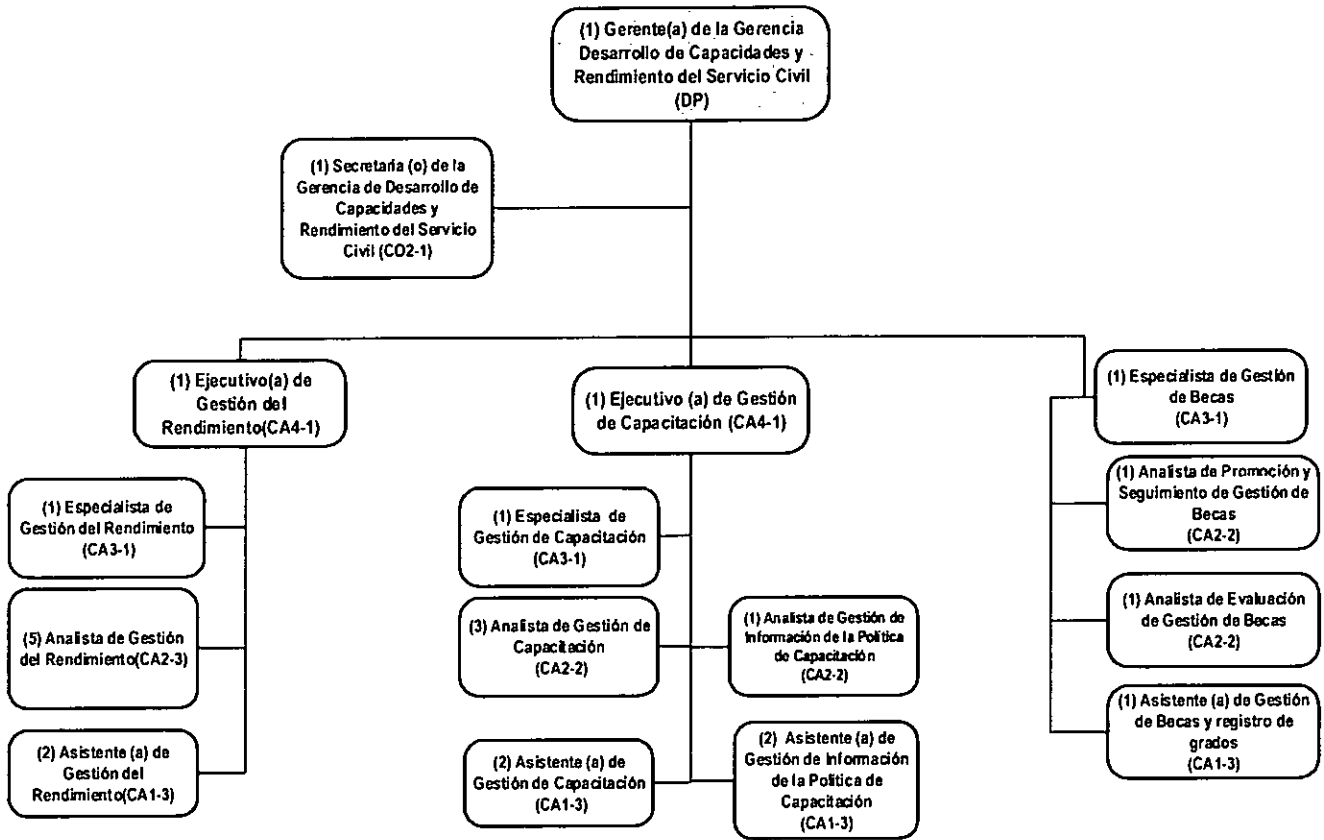 (1) Gerente(a) de la Gerencia
Desarrollo de Capacidades y
Rendimiento del Servicio Civil
(DP)
(1) Secretaria (o) de la
Gerencia de Desarrollo de
Capacidades y
Rendimiento del Servicio
Civil (CO2-1)
(1) Ejecutivo(a) de
Gestión del
Rendimiento(CA4-1)
(1) Especialista de
Gestión del Rendimiento
(CA3-1)
(5) Analista de Gestión
del Rendimiento(CA2-3)
(2) Asistente (a) de
Gestión del
Rendimiento(CA1-3)
(1) Ejecutivo (a) de Gestión
de Capacitación (CA4-1)
(1) Especialista de
Gestión de Capacitación
(CA3-1)
(3) Analista de Gestión de
Capacitación
(CA2-2)
(1) Analista de Gestión de
Información de la Política
de Capacitación
(CA2-2)
(2) Asistente (a) de
Gestión de Capacitación
(CA1-3)
(2) Asistente (a) de
Gestión de Información
de la Política de
Capacitación
(CA1-3)
(1) Especialista de Gestión
de Becas
(CA3-1)
(1) Analista de Promoción y
Seguimiento de Gestión de
Becas
(CA2-2)
(1) Analista de Evaluación
de Gestión de Becas
(CA2-2)
(1) Asistente (a) de Gestión
de Becas y registro de
grados
(CA1-3)